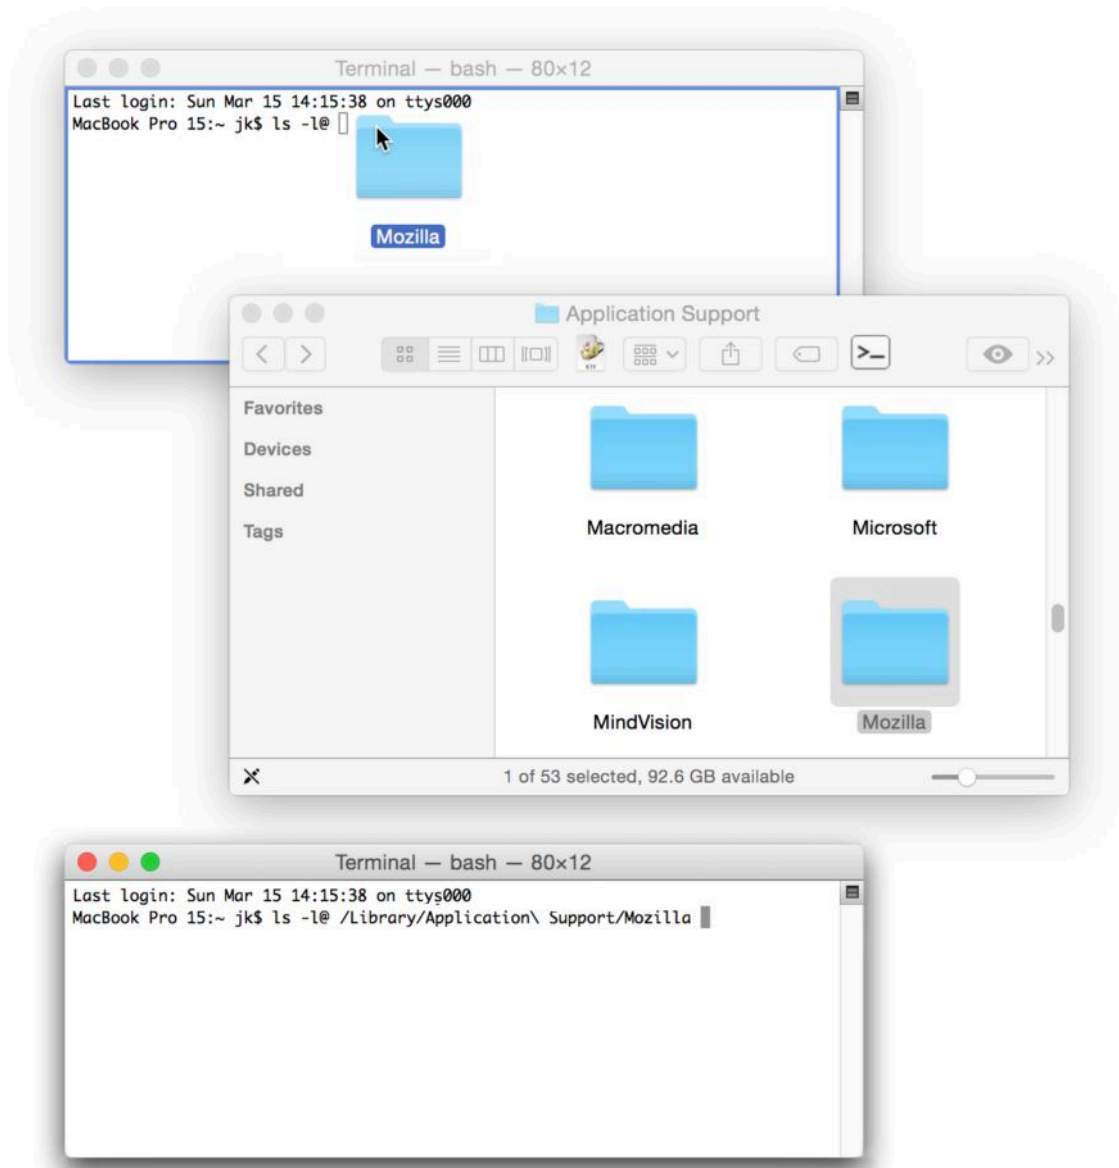 Terminal — bash — 80×12
Last login: Sun Mar 15 14:15:38 on ttys000
MacBook Pro 15:~ jk$ ls -l@
Mozilla
Application Support
Favorites
Devices
Shared
Tags
Macromedia
Microsoft
MindVision
Mozilla
1 of 53 selected, 92.6 GB available
Terminal — bash — 80×12
Last login: Sun Mar 15 14:15:38 on ttys000
MacBook Pro 15:~ jk$ ls -l@ /Library/Application\ Support/Mozilla